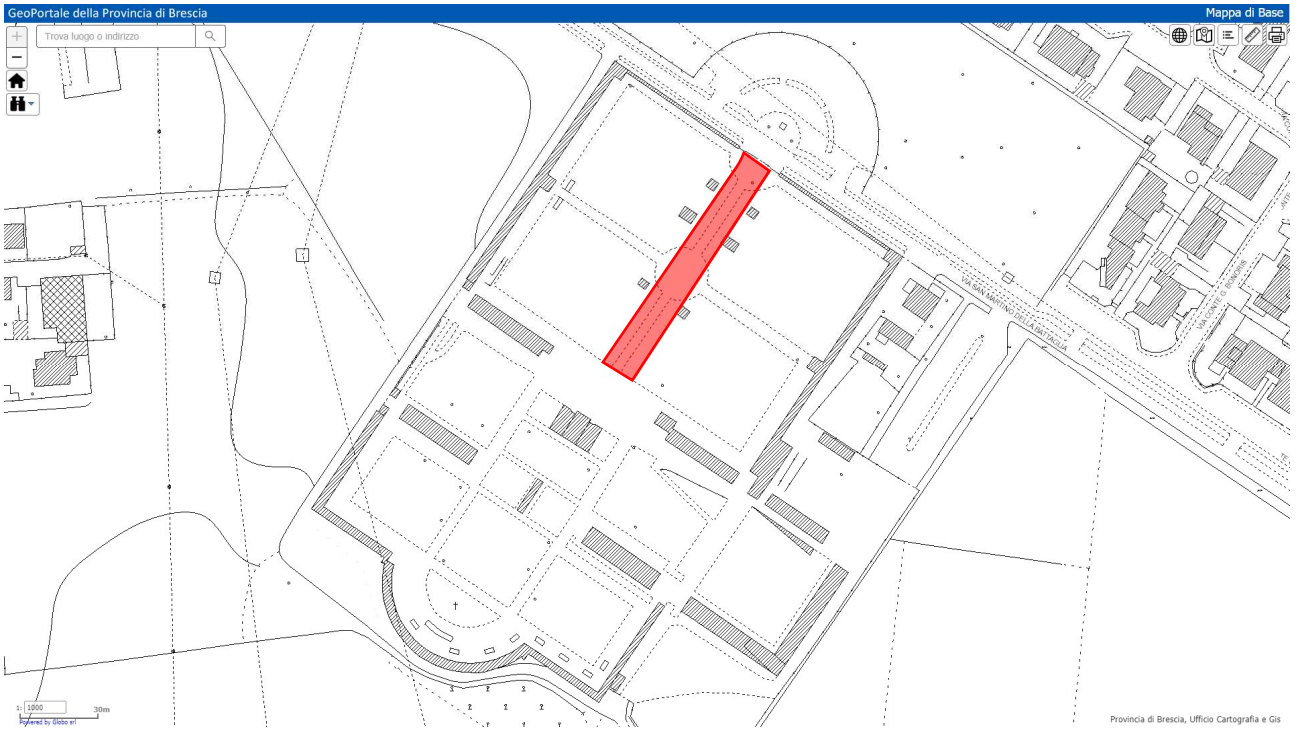 GeoPortale della Provincia di Brescia
Mappa di Base
Trova luogo o indirizzo
VIA SAN MARTINO DELLA BATTAGLIA
VIA CONTE G. BONORIS
1: 1000
30m
Powered by Globo srl
Provincia di Brescia, Ufficio Cartografia e Gis